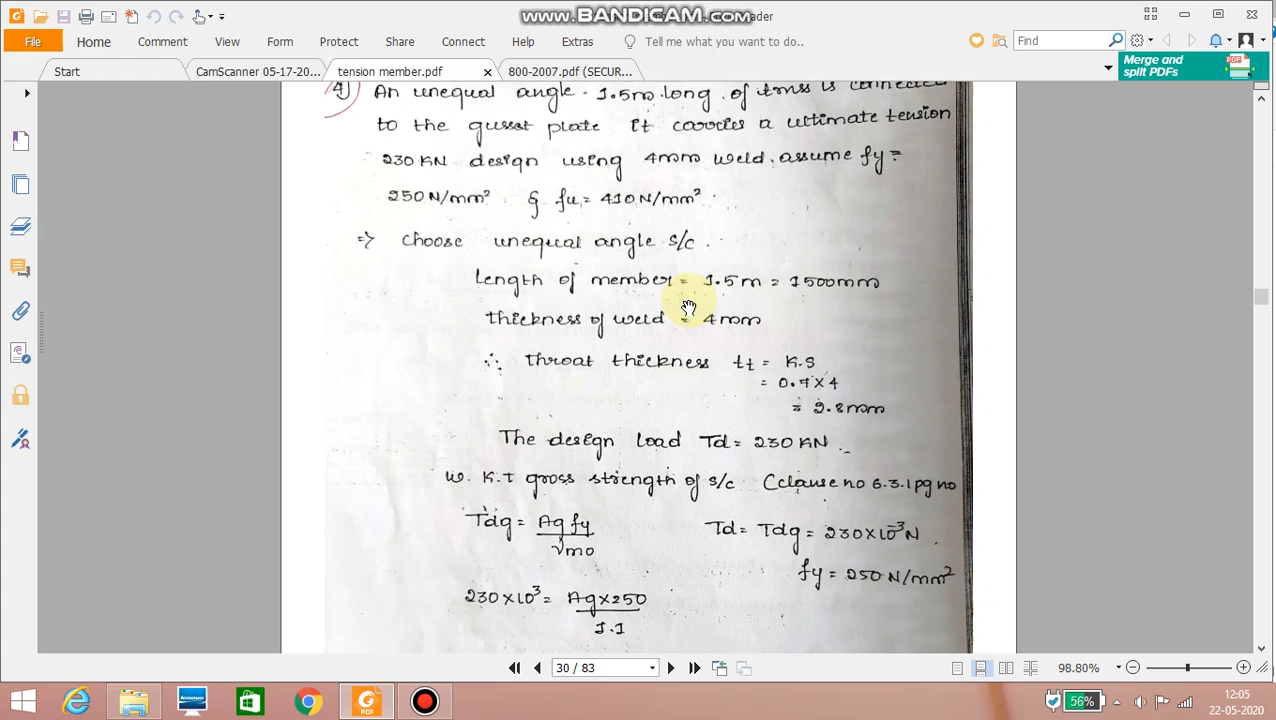 www.BANDICAM.com
ader
File
Home
Comment
View
Form
Protect
Share
Connect
Help
Extras
Tell me what you want to do..
Find
Start
CamScanner 05-17-20...
tension member.pdf
800-2007.pdf (SECUR...
Merge and
split PDFs
4) An unequal angle 1.5m long of is connected
to the gusset plate it carries a ultimate tension
230 KN design using 4mm weld. assume fy =
250 N/mm² & fu = 410 N/mm².
=> choose unequal angle s/c.
length of member = 1.5m = 1500mm
thickness of weld = 4mm
∴ throat thickness tt = K.S
= 0.7 x 4
= 2.8mm
The design load Td = 230 KN.
W.K.T gross strength of s/c (clause no 6.3.1 pg no
Tdg = Ag fy / γmo
Td = Tdg = 230 x 10⁻³ N.
fy = 250 N/mm²
230 x 10³ = Ag x 250 / 1.1
30 / 83
98.80%
56%
12:05
22-05-2020